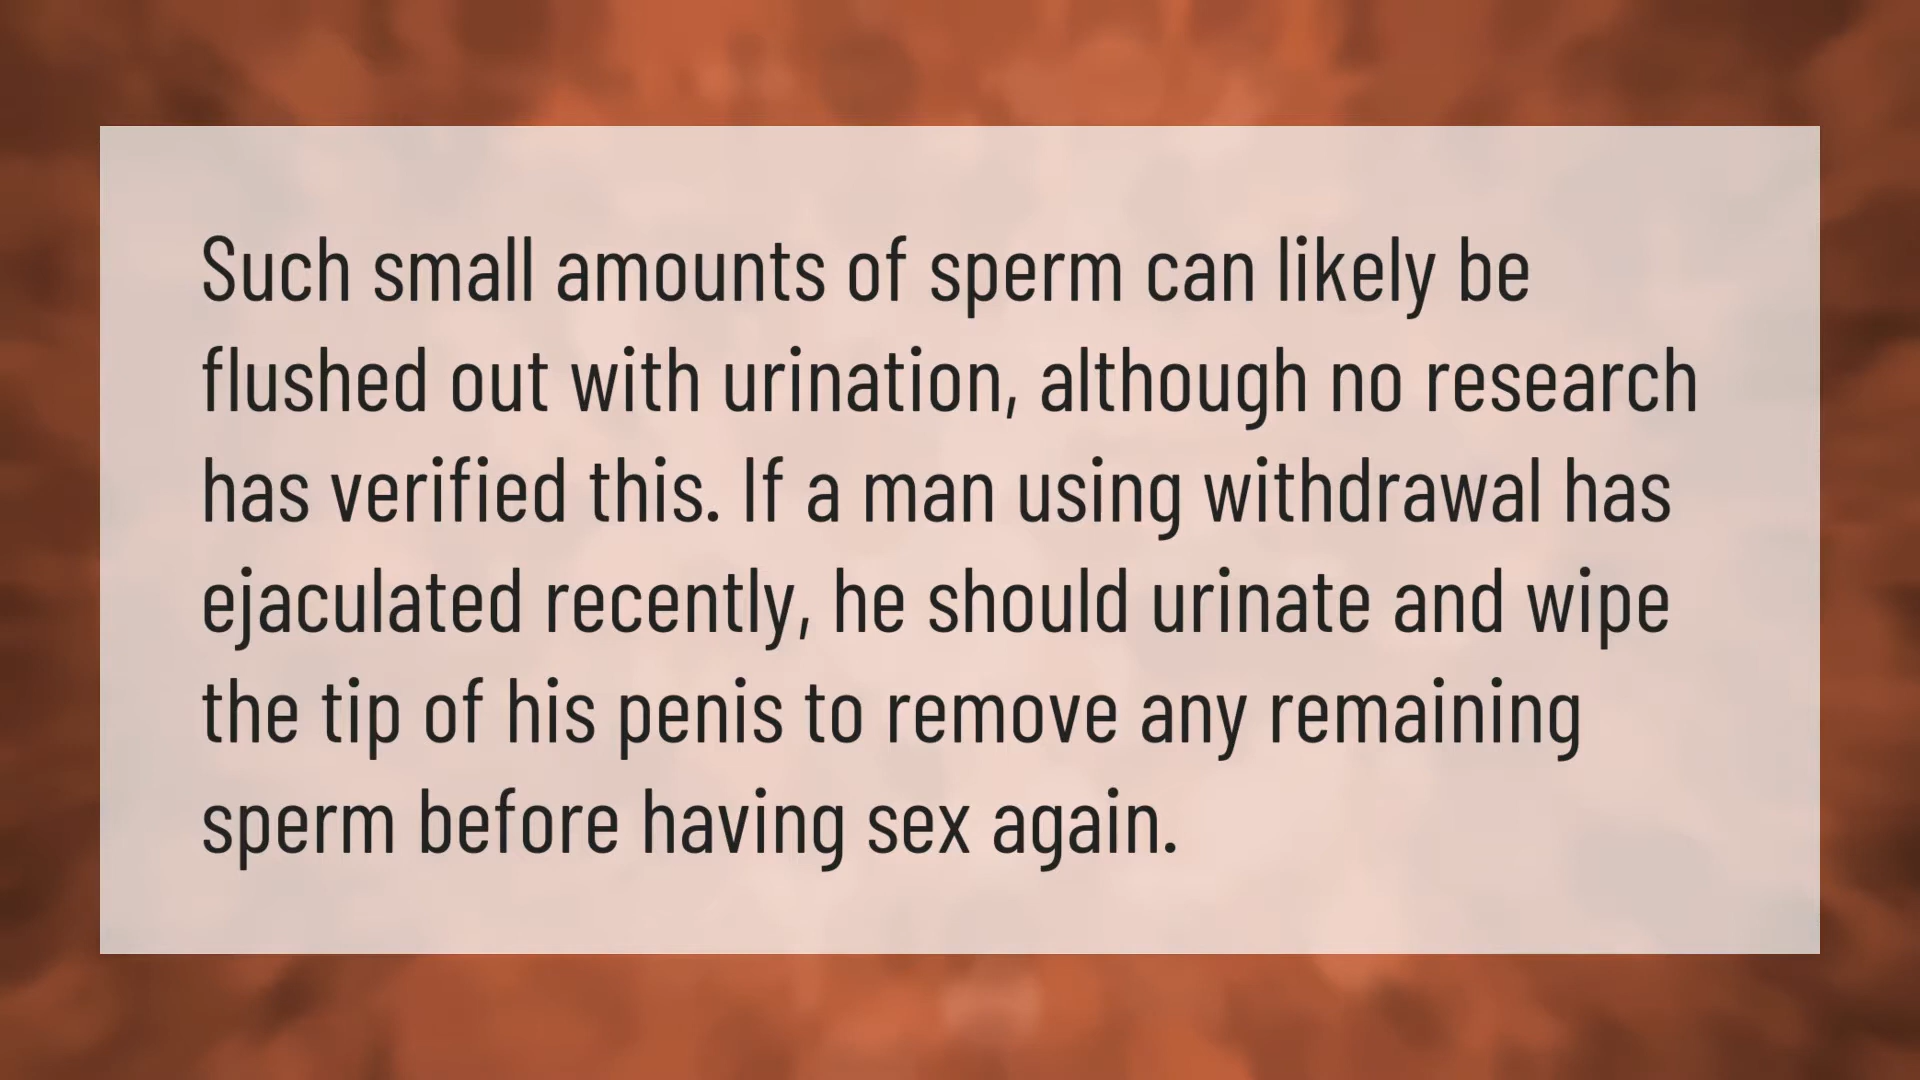 Such small amounts of sperm can likely be
flushed out with urination, although no research
has verified this. If a man using withdrawal has
ejaculated recently, he should urinate and wipe
the tip of his penis to remove any remaining
sperm before having sex again.